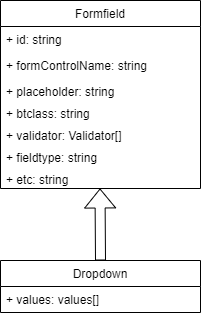 Formfield
+ id: string
+ formControlName: string
+ placeholder: string
+ btclass: string
+ validator: Validator[]
+ fieldtype: string
+ etc: string
Dropdown
+ values: values[]